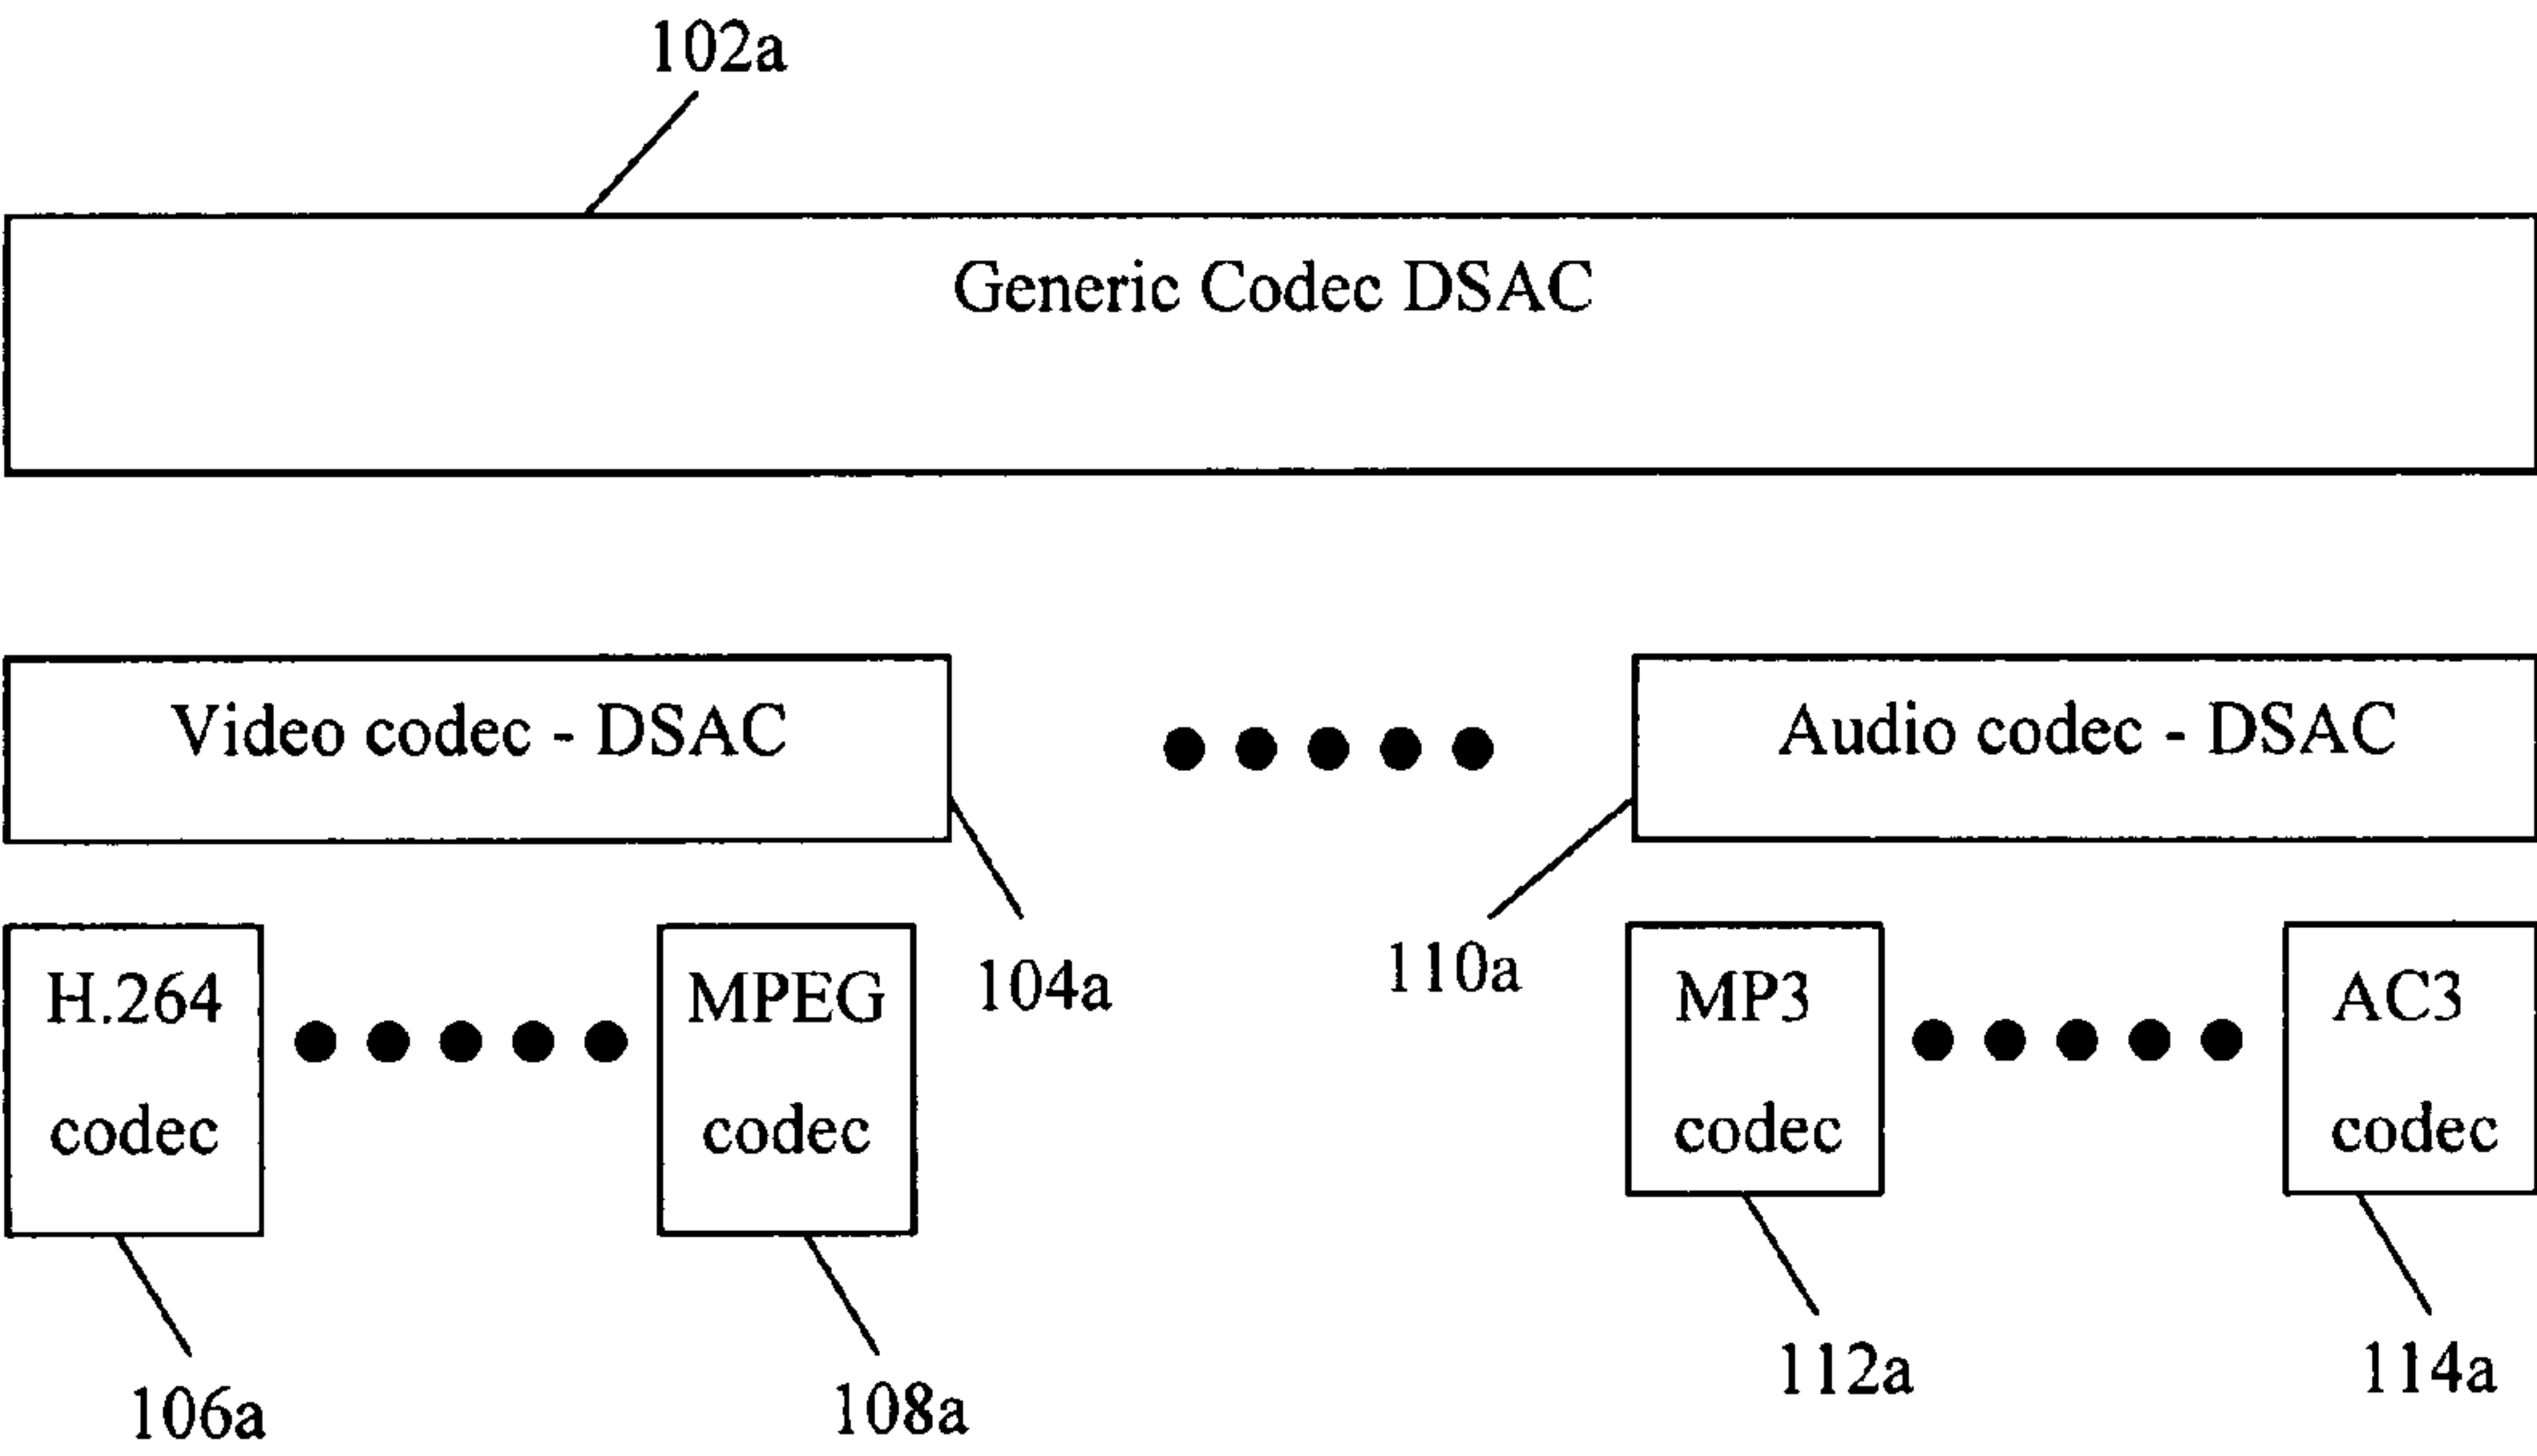 102a
Generic Codec DSAC
Video codec - DSAC
Audio codec - DSAC
104a
110a
H.264
codec
MPEG
codec
MP3
codec
AC3
codec
106a
108a
112a
114a